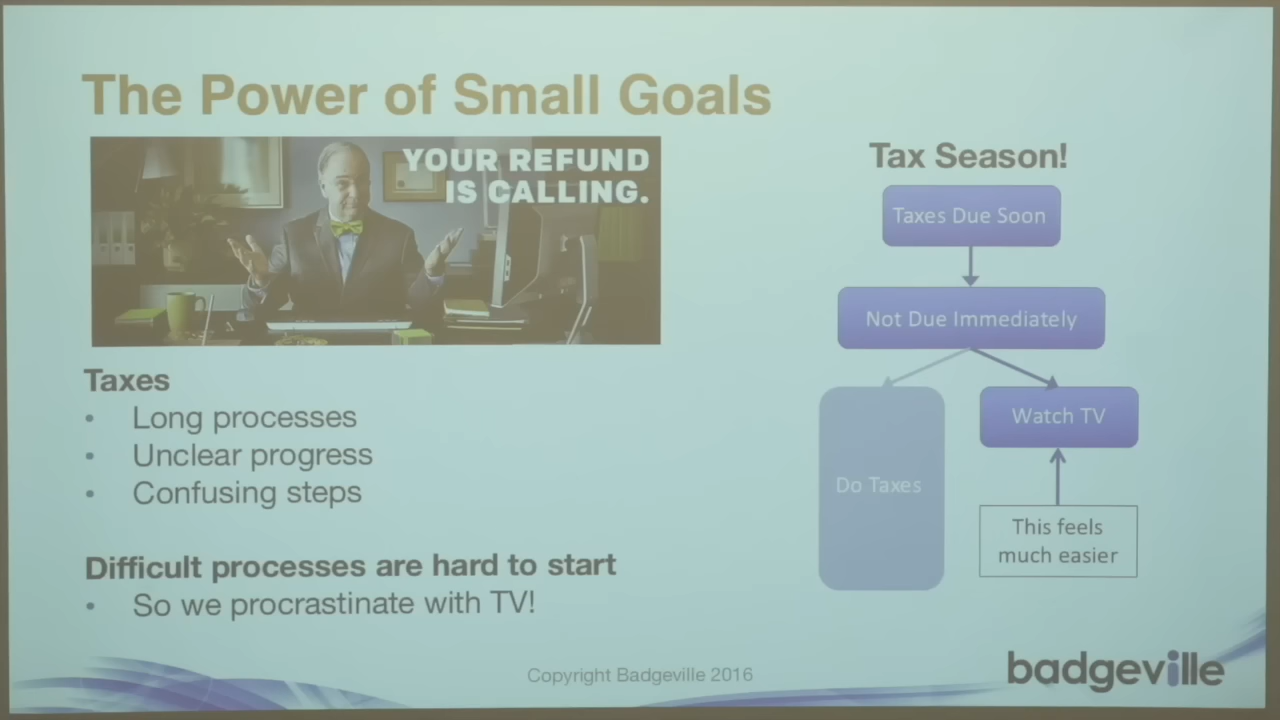 The Power of Small Goals
YOUR REFUND
IS CALLING.
Taxes
• Long processes
• Unclear progress
• Confusing steps
Difficult processes are hard to start
• So we procrastinate with TV!
Tax Season!
Taxes Due Soon
Not Due Immediately
Do Taxes
Watch TV
This feels
much easier
Copyright Badgeville 2016
badgeville